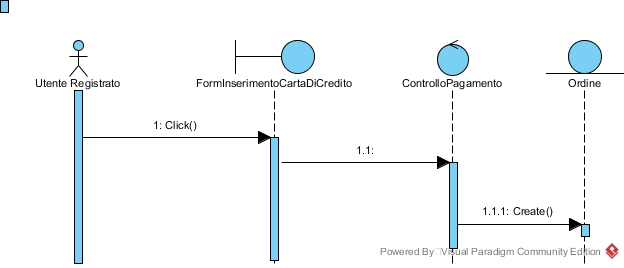 Utente Registrato
FormInserimentoCartaDiCredito
ControlloPagamento
Ordine
1: Click()
1.1:
1.1.1: Create()
Powered By Visual Paradigm Community Edition